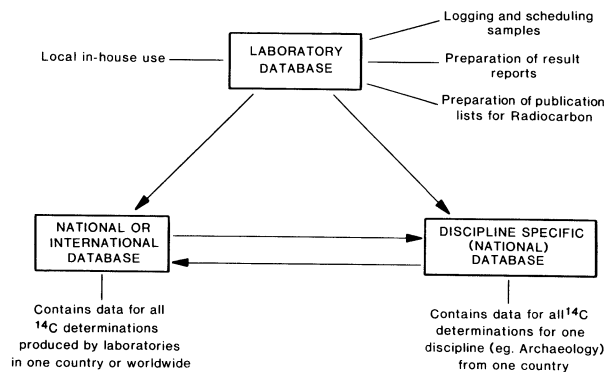 Logging and scheduling
samples
Local in-house use
LABORATORY
DATABASE
Preparation of result
reports
Preparation of publication
lists for Radiocarbon
NATIONAL OR
INTERNATIONAL
DATABASE
DISCIPLINE SPECIFIC
(NATIONAL)
DATABASE
Contains data for all
¹⁴C determinations
produced by laboratories
in one country or worldwide
Contains data for all ¹⁴C
determinations for one
discipline (eg. Archaeology)
from one country